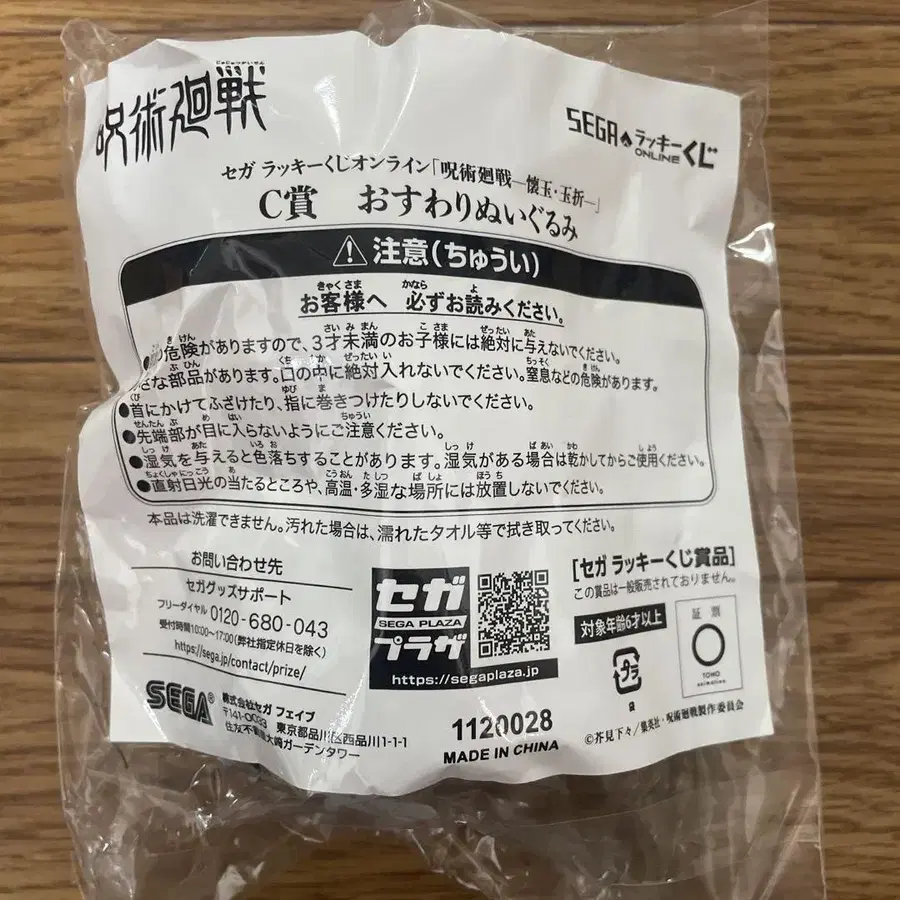 呪術廻戦
SEGA ラッキーくじ ONLINE
セガ ラッキーくじオンライン「呪術廻戦―懐玉・玉折―」
C賞 おすわりぬいぐるみ
注意(ちゅうい)
お客様へ 必ずお読みください。
危険がありますので、3才未満のお子様には絶対に与えないでください。
な部品があります。口の中に絶対入れないでください。窒息などの危険があります。
●首にかけてふざけたり、指に巻きつけたりしないでください。
●先端部が目に入らないようにご注意ください。
●湿気を与えると色落ちすることがあります。湿気がある場合は乾かしてからご使用ください。
●直射日光の当たるところや、高温・多湿な場所には放置しないでください。
本品は洗濯できません。汚れた場合は、濡れたタオル等で拭き取ってください。
お問い合わせ先
セガグッズサポート
フリーダイヤル 0120-680-043
受付時間10:00~17:00(弊社指定休日を除く)
https://sega.jp/contact/prize/
SEGA®
株式会社セガ フェイブ
〒141-0033 東京都品川区西品川1-1-1
住友不動産大崎ガーデンタワー
セガ
SEGA PLAZA
プラザ
https://segaplaza.jp
1120028
MADE IN CHINA
[セガ ラッキーくじ賞品]
この賞品は一般販売されておりません。
対象年齢6才以上
プラ
袋
証票
TOHO
animation
©芥見下々/集英社・呪術廻戦製作委員会